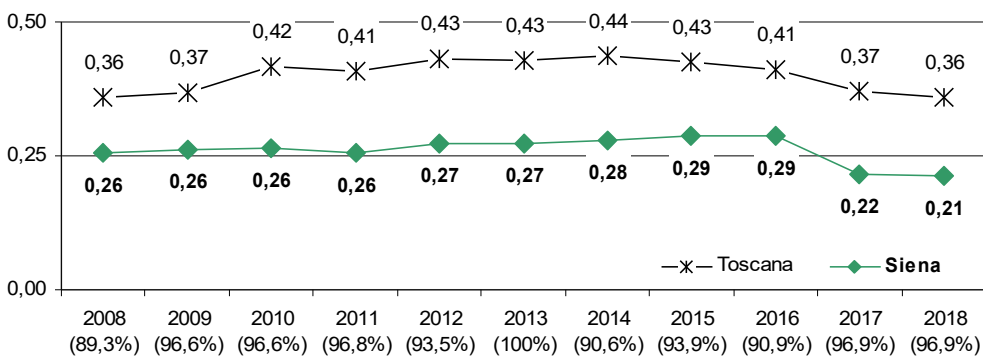 0,50
0,36 0,37 0,42 0,41 0,43 0,43 0,44 0,43 0,41 0,37 0,36
0,25
0,26 0,26 0,26 0,26 0,27 0,27 0,28 0,29 0,29 0,22 0,21
Toscana Siena
0,00
2008 2009 2010 2011 2012 2013 2014 2015 2016 2017 2018
(89,3%) (96,6%) (96,6%) (96,8%) (93,5%) (100%) (90,6%) (93,9%) (90,9%) (96,9%) (96,9%)